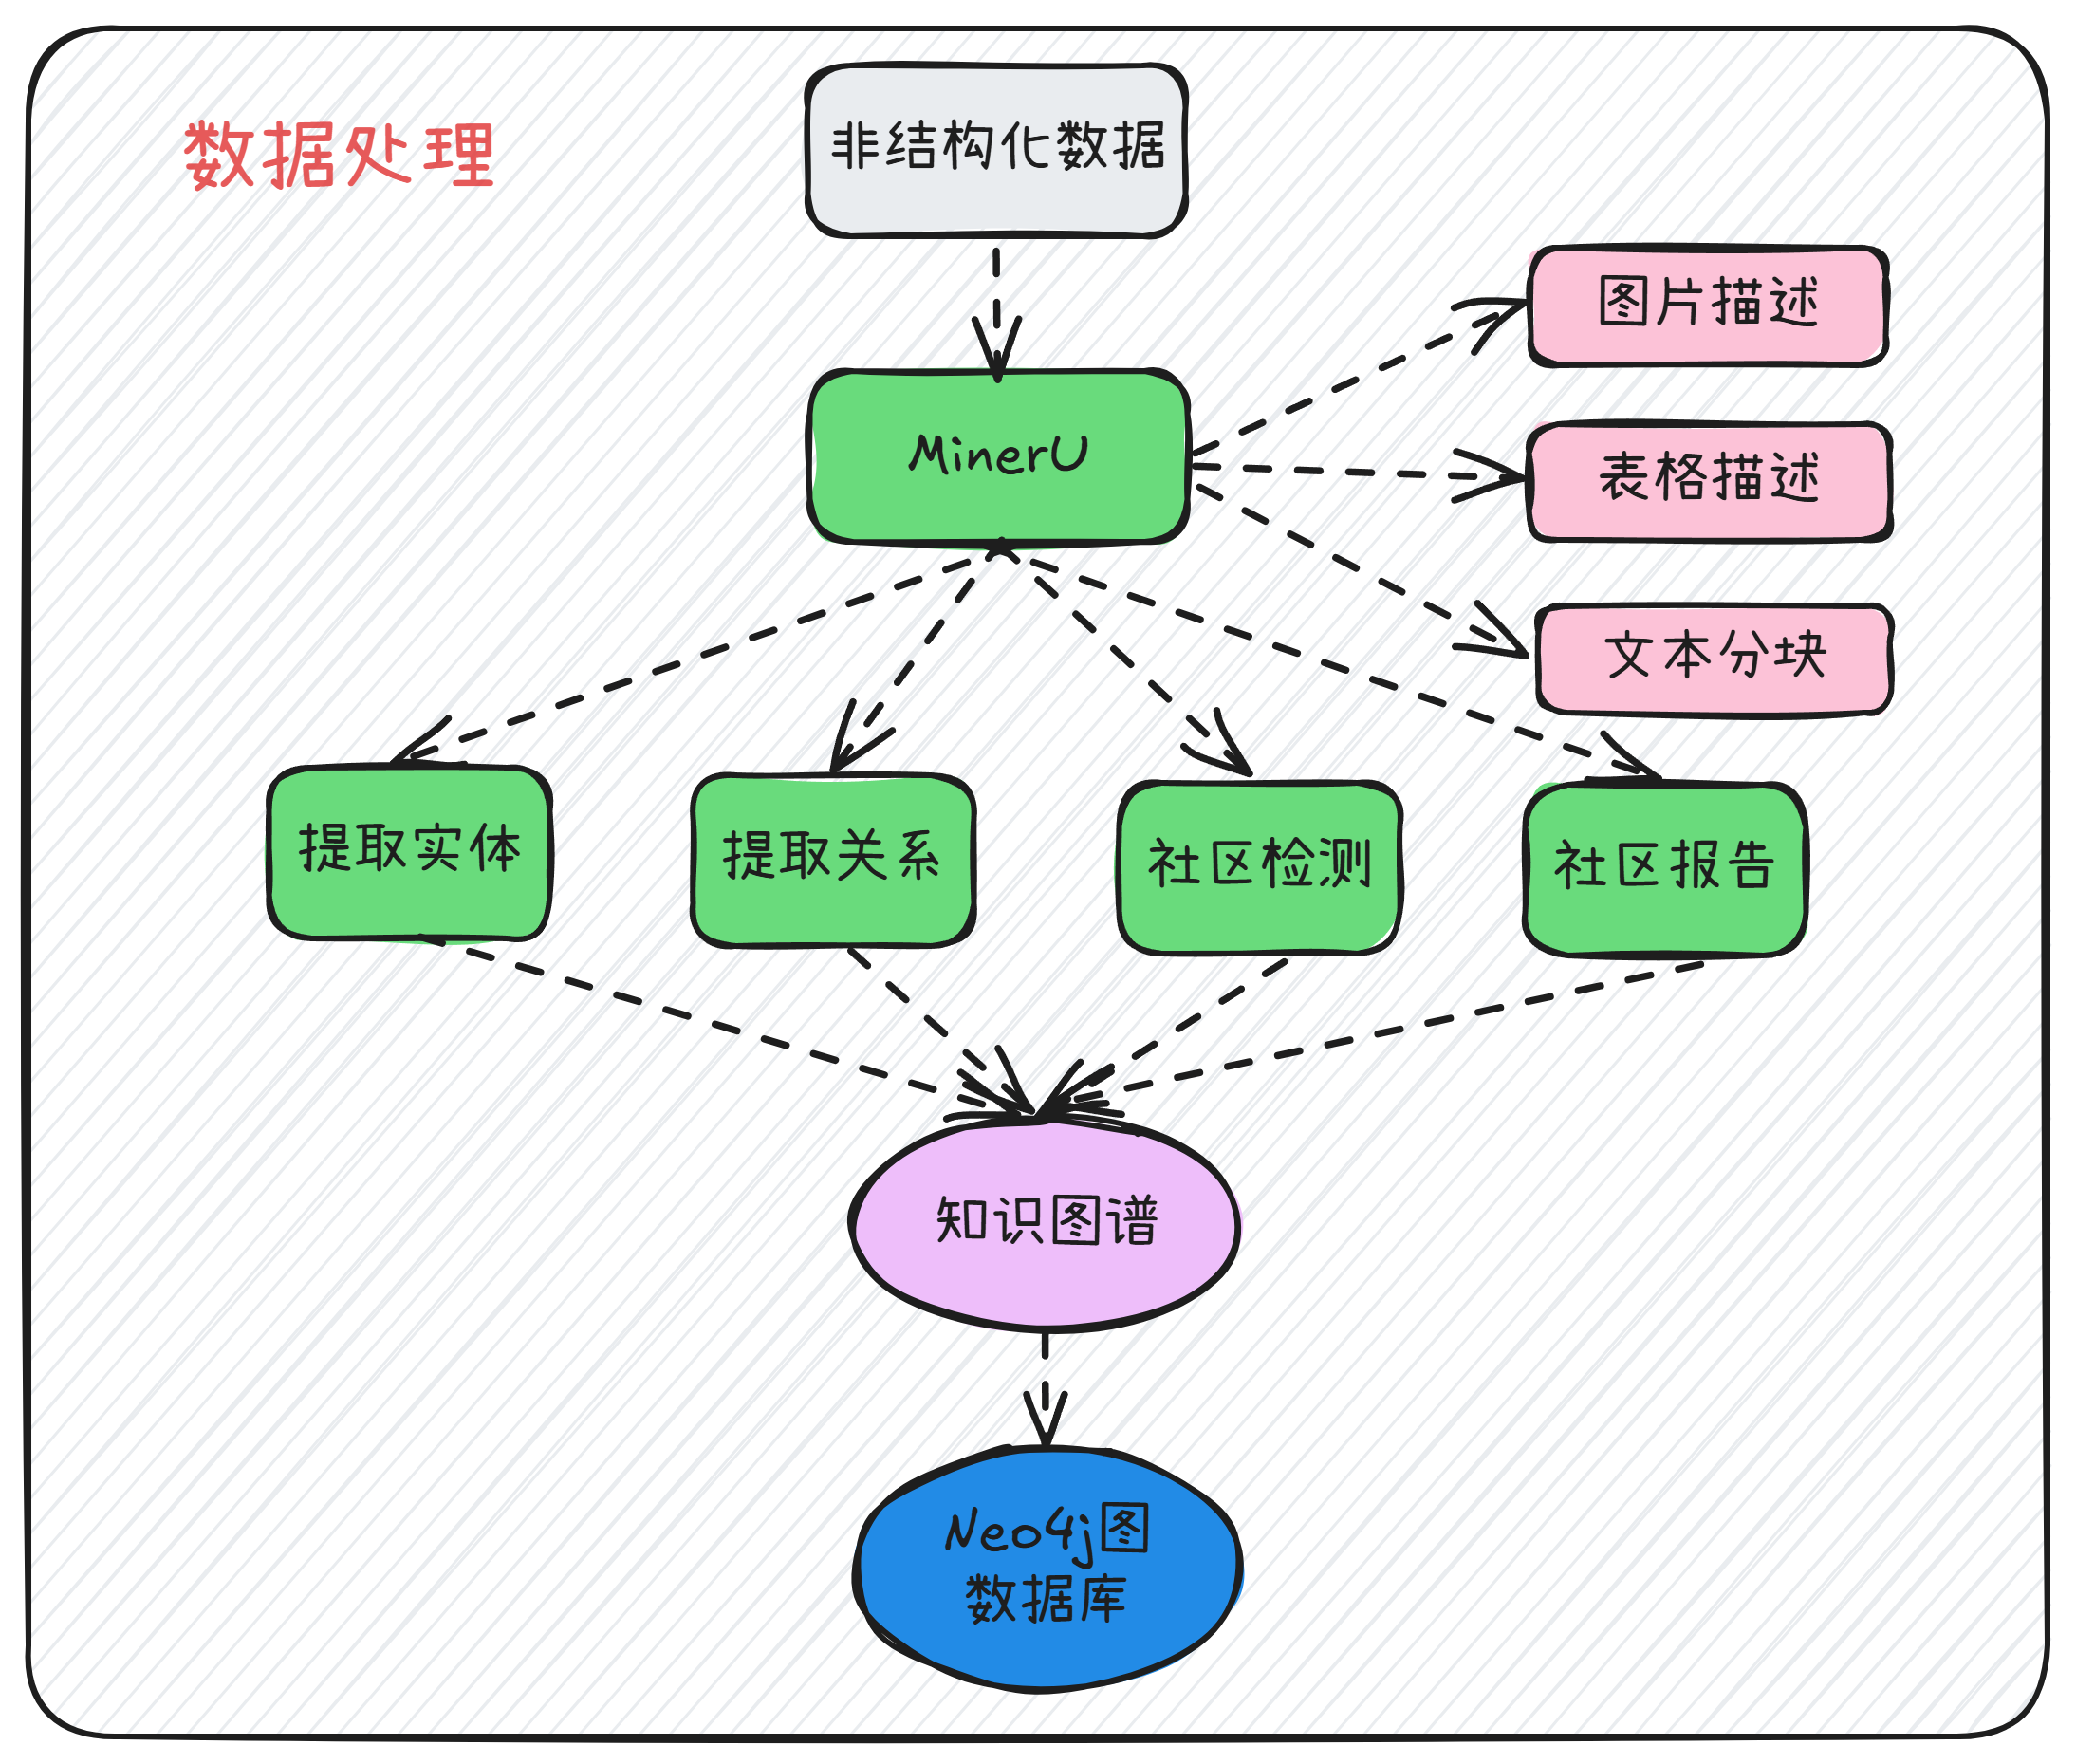 数据处理
非结构化数据
图片描述
MinerU
表格描述
文本分块
提取实体
提取关系
社区检测
社区报告
知识图谱
Neo4j图
数据库